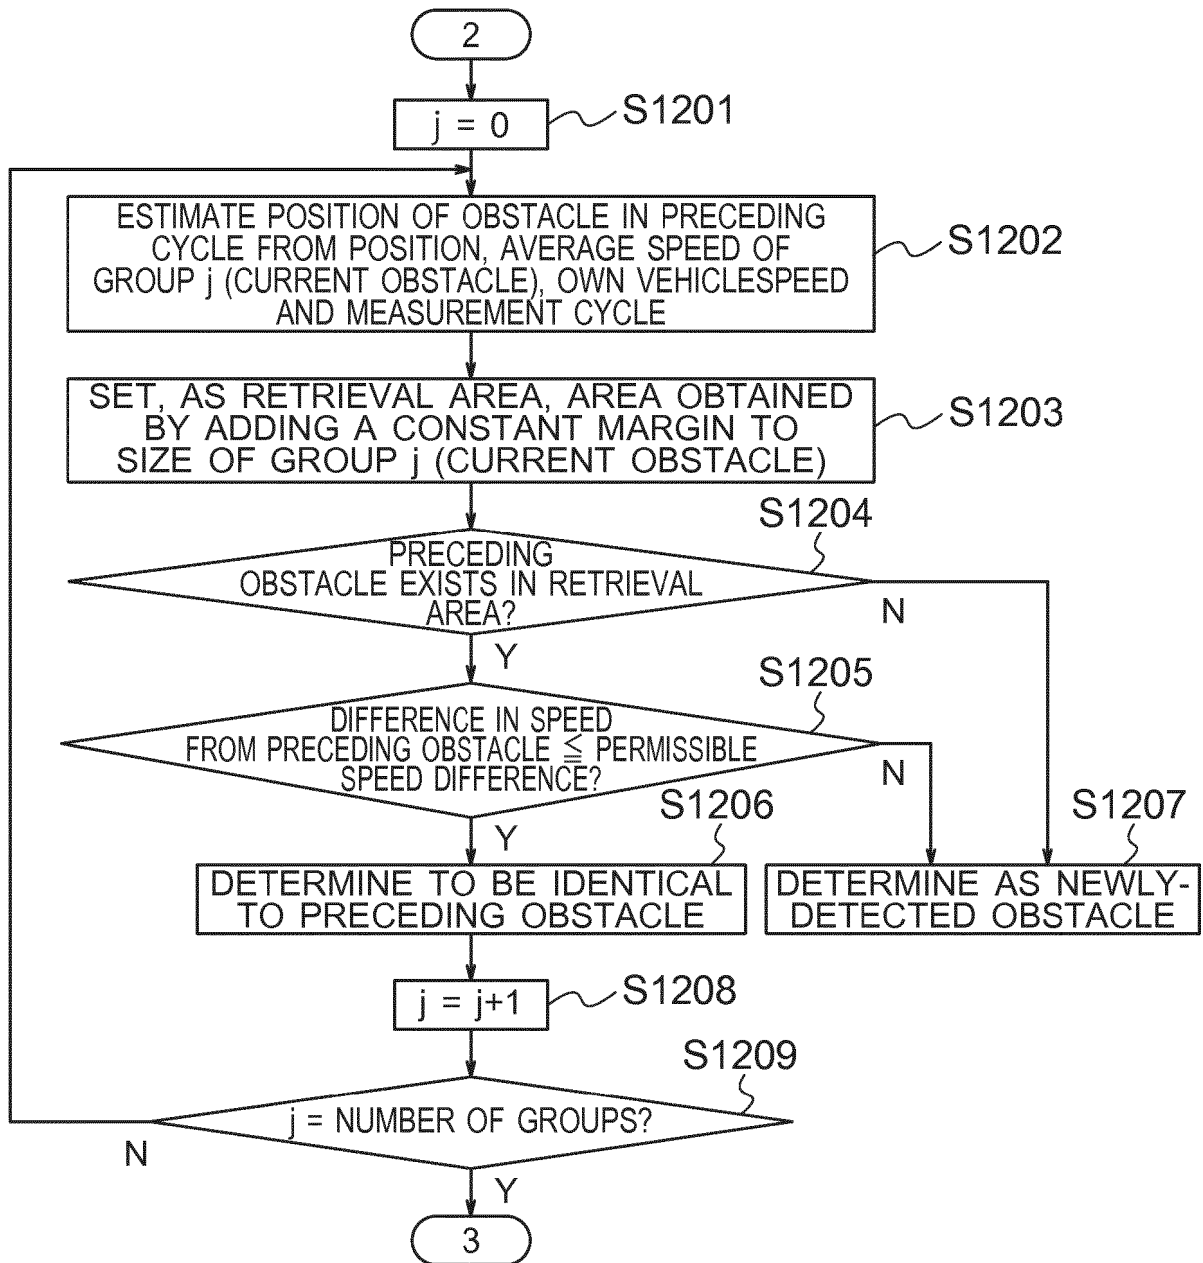 2
j = 0
S1201
ESTIMATE POSITION OF OBSTACLE IN PRECEDING
CYCLE FROM POSITION, AVERAGE SPEED OF
GROUP j (CURRENT OBSTACLE), OWN VEHICLESPEED
AND MEASUREMENT CYCLE
S1202
SET, AS RETRIEVAL AREA, AREA OBTAINED
BY ADDING A CONSTANT MARGIN TO
SIZE OF GROUP j (CURRENT OBSTACLE)
S1203
S1204
PRECEDING
OBSTACLE EXISTS IN RETRIEVAL
AREA?
N
Y
S1205
DIFFERENCE IN SPEED
FROM PRECEDING OBSTACLE ≦ PERMISSIBLE
SPEED DIFFERENCE?
N
Y
S1206
DETERMINE TO BE IDENTICAL
TO PRECEDING OBSTACLE
S1207
DETERMINE AS NEWLY-
DETECTED OBSTACLE
j = j+1
S1208
S1209
j = NUMBER OF GROUPS?
N
Y
3